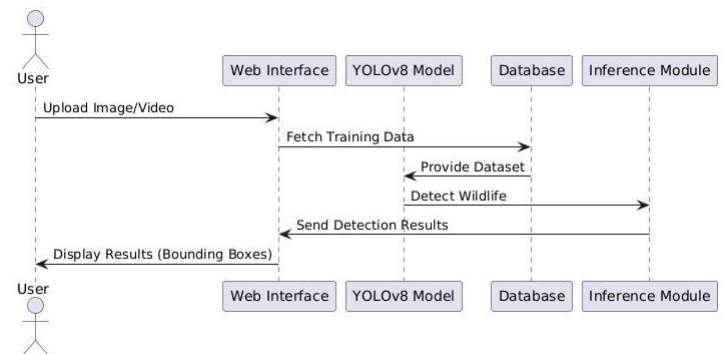 User
Web Interface
YOLOv8 Model
Database
Inference Module
Upload Image/Video
Fetch Training Data
Provide Dataset
Detect Wildlife
Send Detection Results
Display Results (Bounding Boxes)
User
Web Interface
YOLOv8 Model
Database
Inference Module